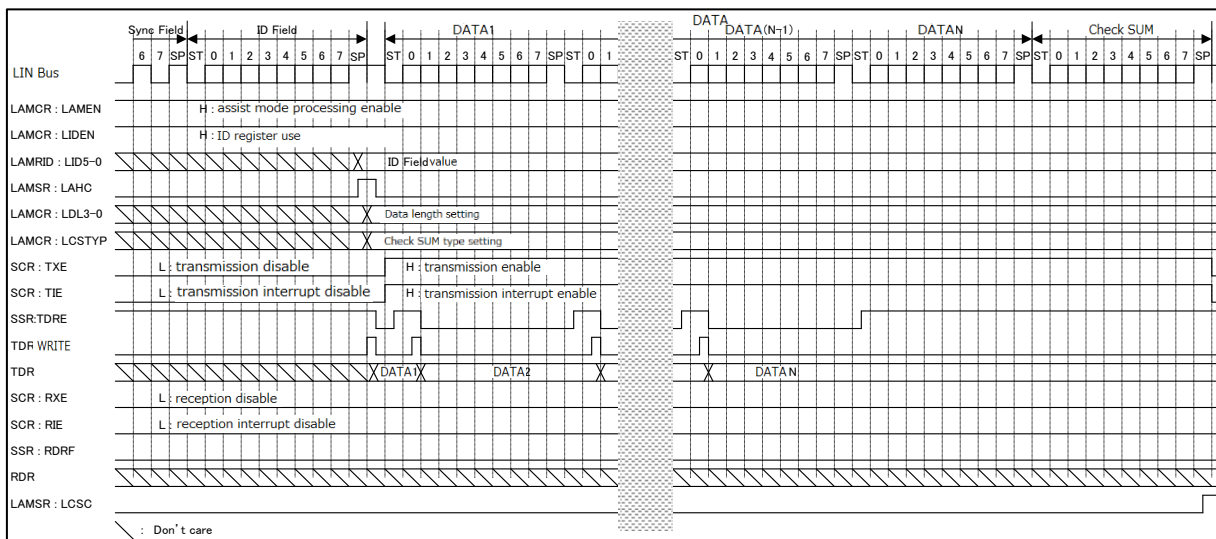 DATA
Sync Field ID Field DATA1 DATA(N-1) DATAN Check SUM
6 7 SP ST 0 1 2 3 4 5 6 7 SP ST 0 1 2 3 4 5 6 7 SP ST 0 1 ST 0 1 2 3 4 5 6 7 SP ST 0 1 2 3 4 5 6 7 SP ST 0 1 2 3 4 5 6 7 SP
LIN Bus
LAMCR : LAMEN H : assist mode processing enable
LAMCR : LIDEN H : ID register use
LAMRID : LID5-0 ID Field value
LAMSR : LAHC
LAMCR : LDL3-0 Data length setting
LAMCR : LCSTYP Check SUM type setting
SCR : TXE L : transmission disable H : transmission enable
SCR : TIE L : transmission interrupt disable H : transmission interrupt enable
SSR:TDRE
TDR WRITE
TDR DATA1 DATA2 DATAN
SCR : RXE L : reception disable
SCR : RIE L : reception interrupt disable
SSR : RDRF
RDR
LAMSR : LCSC
: Don't care